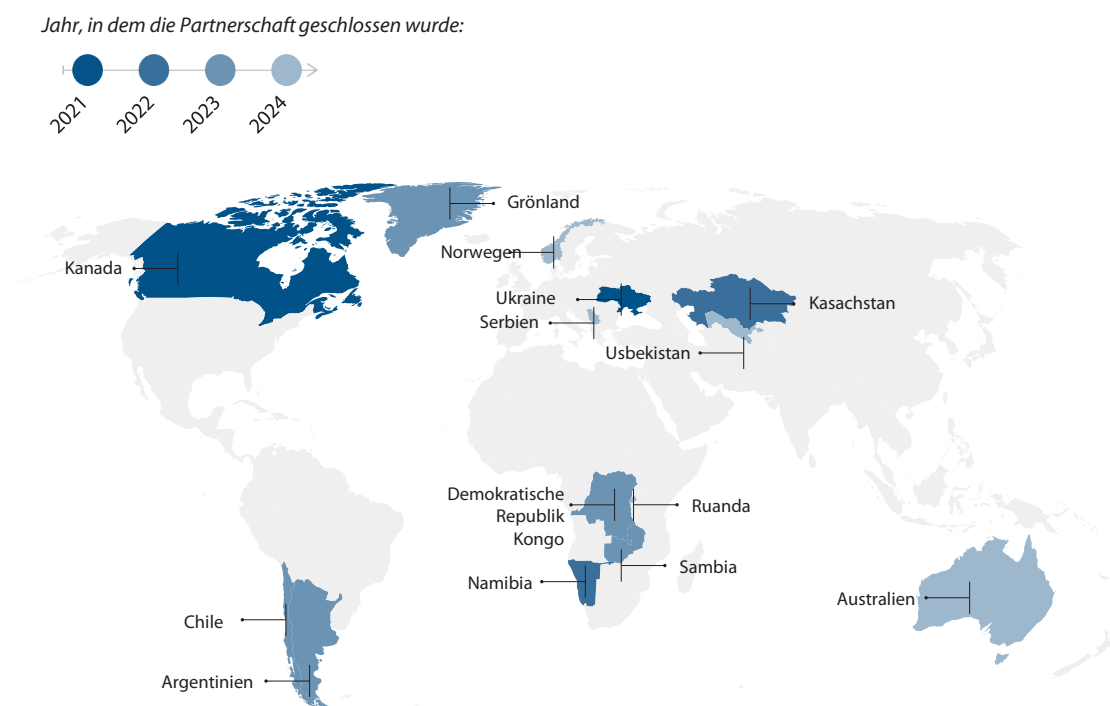 Jahr, in dem die Partnerschaft geschlossen wurde:
2021
2022
2023
2024
Grönland
Norwegen
Kanada
Ukraine
Kasachstan
Serbien
Usbekistan
Demokratische
Republik
Kongo
Ruanda
Sambia
Namibia
Australien
Chile
Argentinien